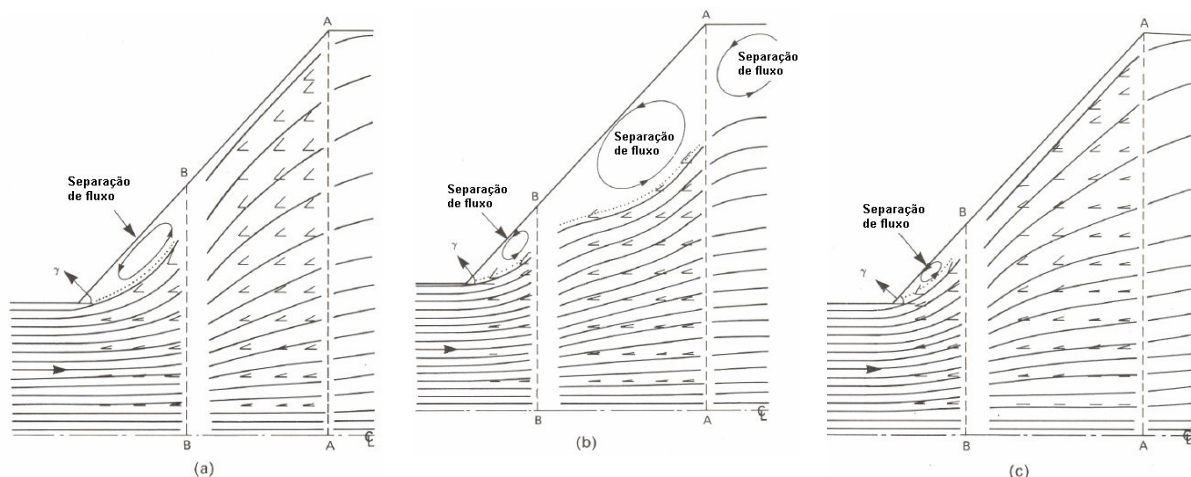 A
B
Separação
de fluxo
γ
B
A
(a)
A
Separação
de fluxo
Separação
de fluxo
Separação
de fluxo
B
γ
B
A
(b)
A
B
Separação
de fluxo
γ
B
A
(c)